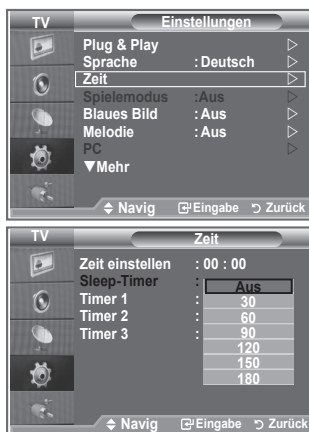 TV Einstellungen
Plug & Play
Sprache : Deutsch
Zeit
Spielemodus :Aus
Blaues Bild : Aus
Melodie : Aus
PC
▼Mehr
Navig Eingabe Zurück
TV Zeit
Zeit einstellen : 00 : 00
Sleep-Timer : Aus
30
Timer 1 :
60
Timer 2 :
90
Timer 3 :
120
150
180
Navig Eingabe Zurück